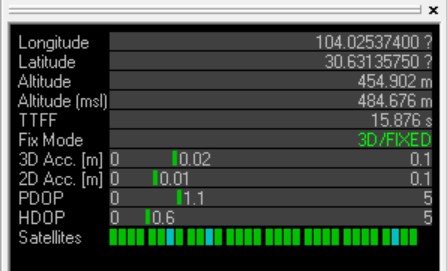 Longitude 104.02537400 ?
Latitude 30.63135750 ?
Altitude 454.902 m
Altitude (msl) 484.676 m
TTFF 15.876 s
Fix Mode 3D/FIXED
3D Acc. [m] 0 0.02 0.1
2D Acc. [m] 0 0.01 0.1
PDOP 0 1.1 5
HDOP 0 0.6 5
Satellites